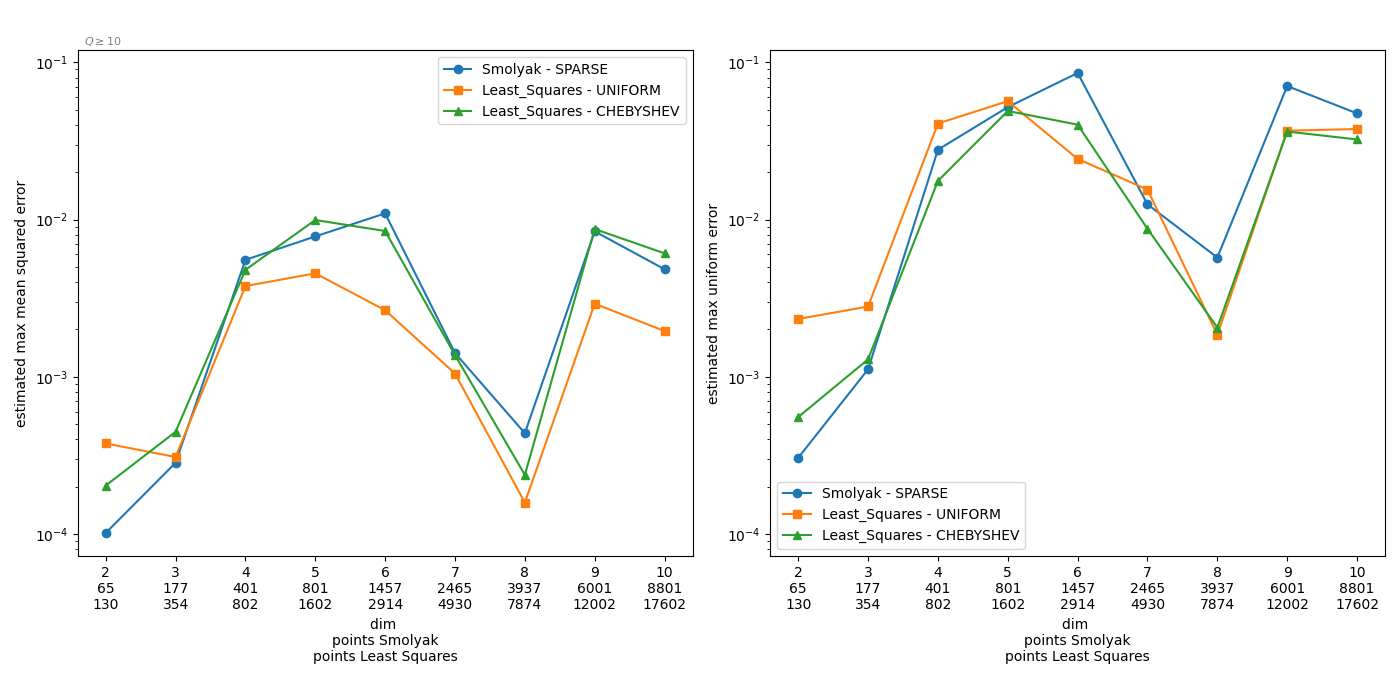 Q ≥ 10
10⁻¹
10⁻²
10⁻³
10⁻⁴
estimated max mean squared error
Smolyak - SPARSE
Least_Squares - UNIFORM
Least_Squares - CHEBYSHEV
2 3 4 5 6 7 8 9 10
65 177 401 801 1457 2465 3937 6001 8801
130 354 802 1602 2914 4930 7874 12002 17602
dim
points Smolyak
points Least Squares
10⁻¹
10⁻²
10⁻³
10⁻⁴
estimated max uniform error
Smolyak - SPARSE
Least_Squares - UNIFORM
Least_Squares - CHEBYSHEV
2 3 4 5 6 7 8 9 10
65 177 401 801 1457 2465 3937 6001 8801
130 354 802 1602 2914 4930 7874 12002 17602
dim
points Smolyak
points Least Squares